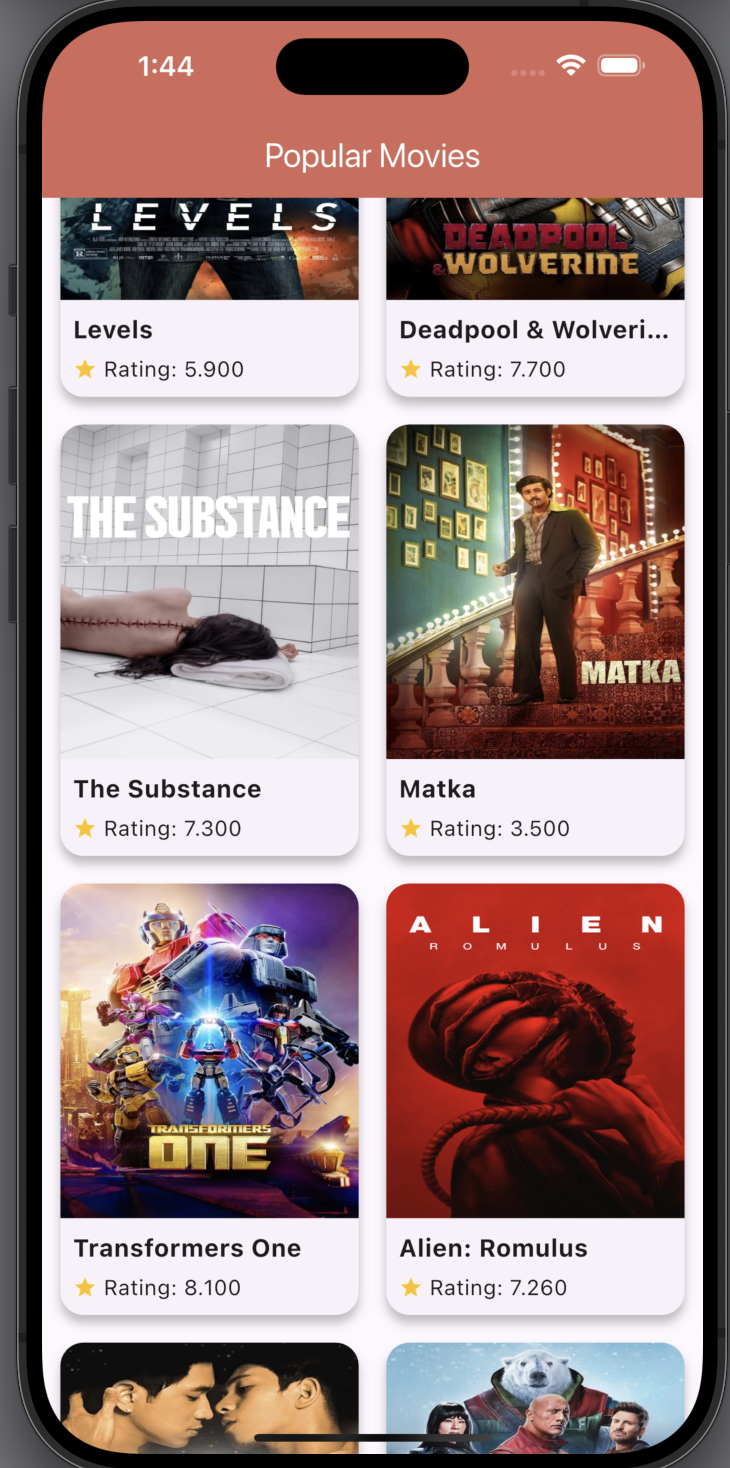 1:44
Popular Movies
LEVELS
R
DEADPOOL
& WOLVERINE
Levels
Deadpool & Wolveri...
Rating: 5.900
Rating: 7.700
THE SUBSTANCE
MATKA
The Substance
Matka
Rating: 7.300
Rating: 3.500
ALIEN
ROMULUS
TRANSFORMERS
ONE
Transformers One
Alien: Romulus
Rating: 8.100
Rating: 7.260